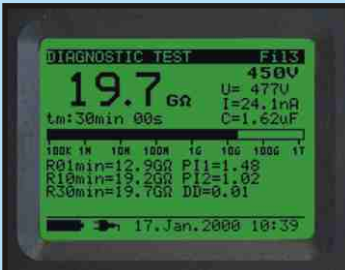 DIAGNOSTIC TEST Fil3
19.7 GΩ 450V
U= 477V
I=24.1nA
tm:30min 00s C=1.62uF
100K 1M 10M 100M 1G 10G 100G 1T
R01min=12.9GΩ PI1=1.48
R10min=19.2GΩ PI2=1.02
R30min=19.7GΩ DD=0.01
17.Jan.2000 10:39